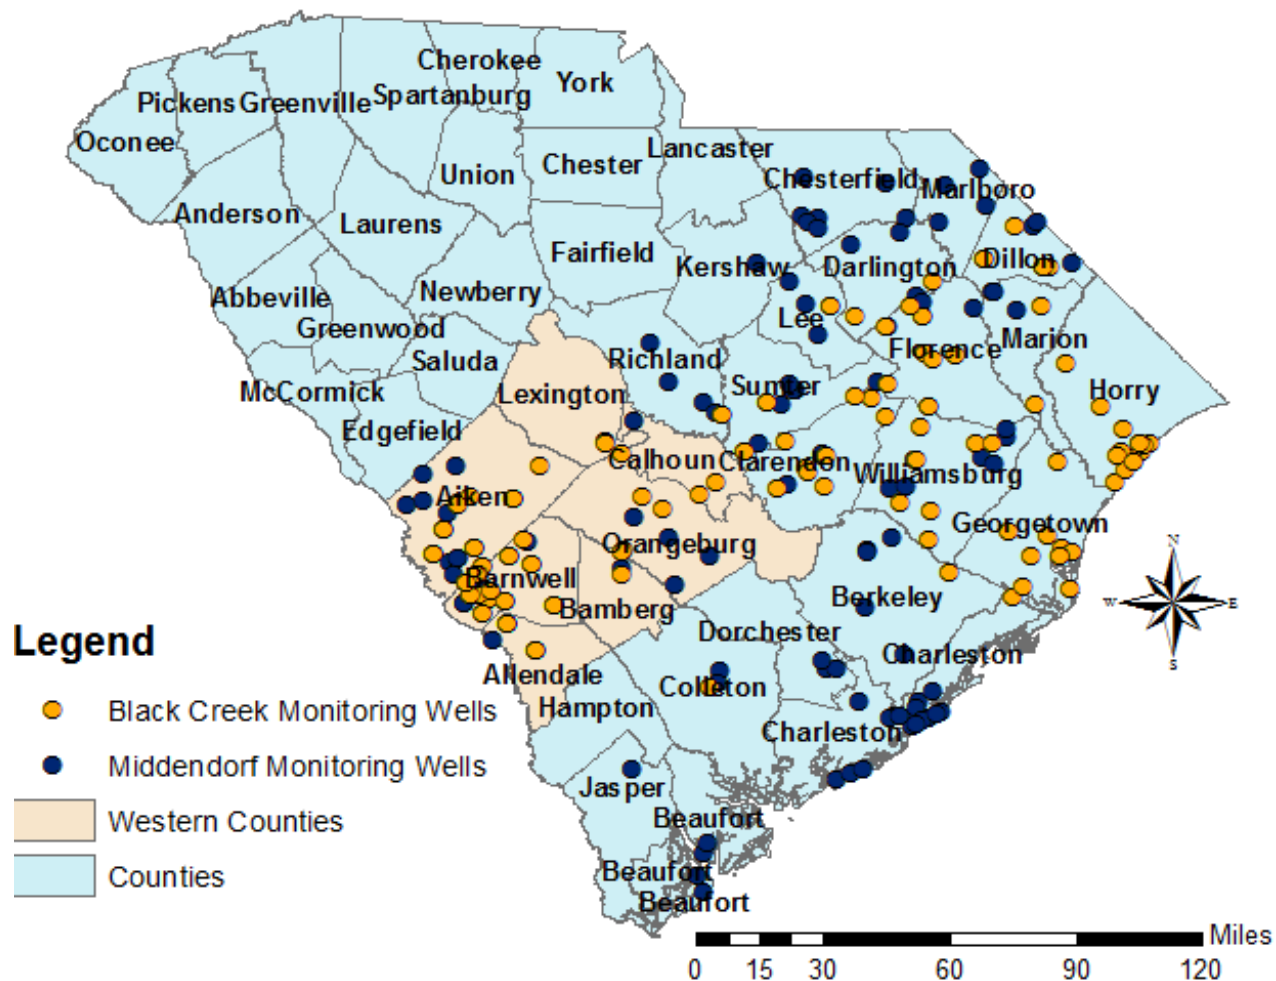 Cherokee
York
Pickens
Greenville
Spartanburg
Oconee
Union
Chester
Lancaster
Chesterfield
Marlboro
Anderson
Laurens
Fairfield
Kershaw
Darlington
Dillon
Abbeville
Newberry
Greenwood
Lee
Saluda
Richland
Florence
Marion
McCormick
Lexington
Sumter
Horry
Edgefield
Calhoun
Clarendon
Williamsburg
Aiken
Orangeburg
Georgetown
Barnwell
Bamberg
Berkeley
Dorchester
Charleston
Allendale
Colleton
Hampton
Charleston
Jasper
Beaufort
Beaufort
Beaufort
N
W
E
S
Legend
Black Creek Monitoring Wells
Middendorf Monitoring Wells
Western Counties
Counties
Miles
0 15 30 60 90 120